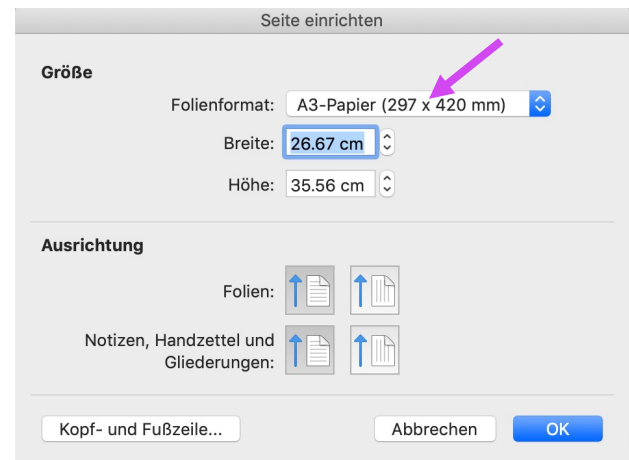 Seite einrichten
Größe
Folienformat: A3-Papier (297 x 420 mm)
Breite: 26.67 cm
Höhe: 35.56 cm
Ausrichtung
Folien:
Notizen, Handzettel und
Gliederungen:
Kopf- und Fußzeile... Abbrechen OK